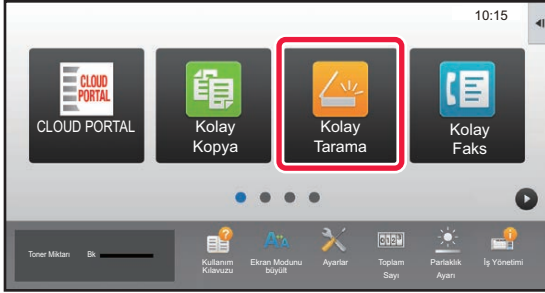 10:15
CLOUD
PORTAL
CLOUD PORTAL
Kolay
Kopya
Kolay
Tarama
Kolay
Faks
Toner Miktarı Bk
Kullanım
Kılavuzu
Ekran Modunu
büyült
Ayarlar
Toplam
Sayı
Parlaklık
Ayarı
İş Yönetimi